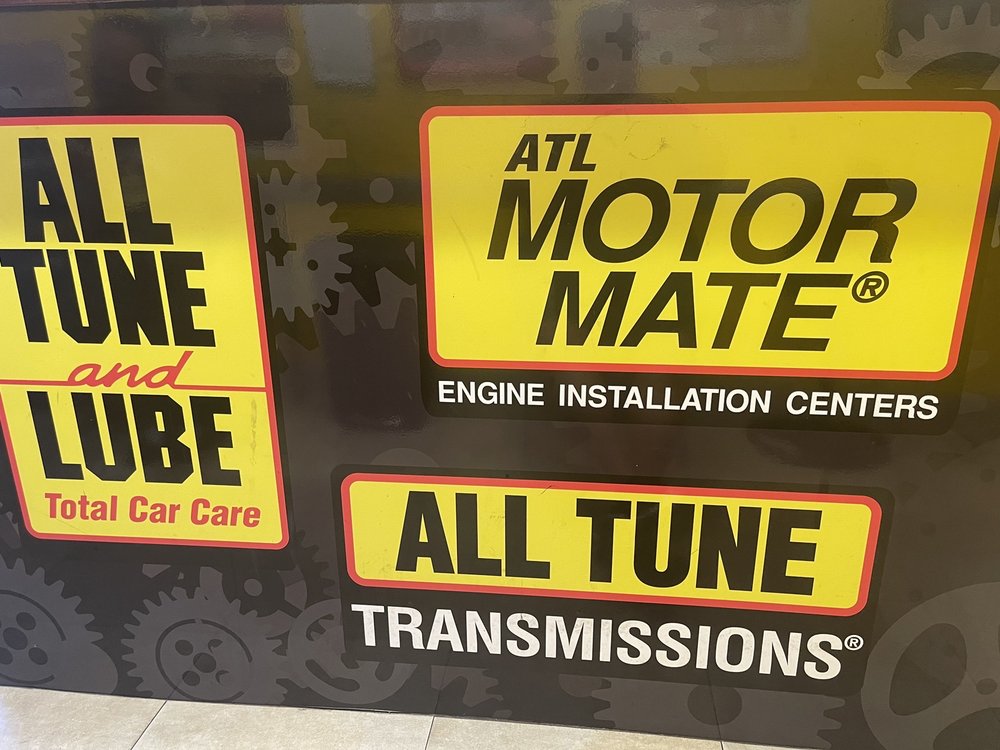 ALL
TUNE
and
LUBE
Total Car Care
ATL
MOTOR
MATE®
ENGINE INSTALLATION CENTERS
ALL TUNE
TRANSMISSIONS®